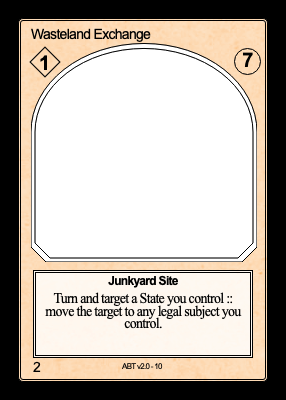 Wasteland Exchange
1
7
Junkyard Site
Turn and target a State you control ::
move the target to any legal subject you
control.
2
ABT v2.0 - 10